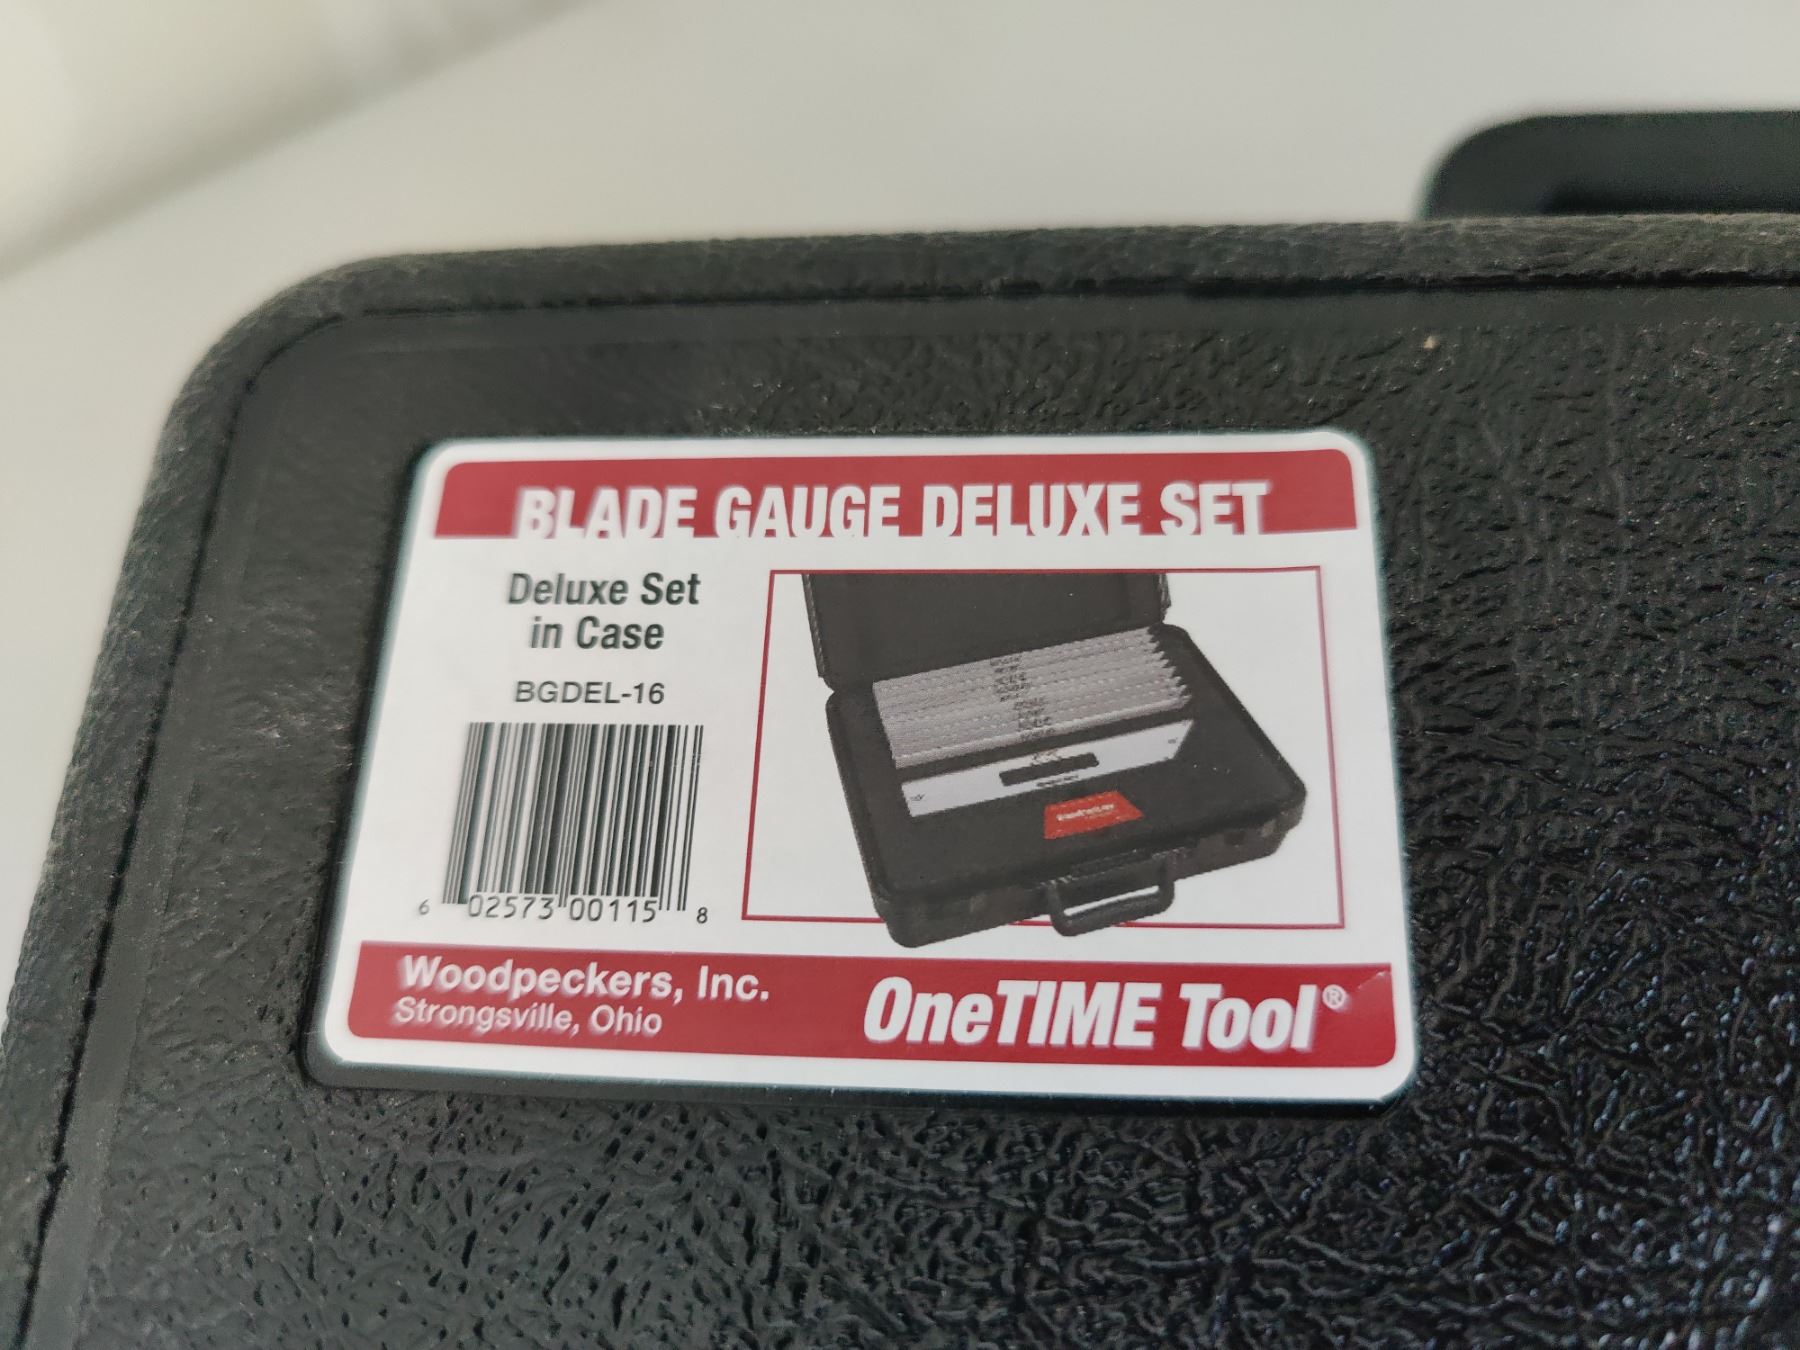 BLADE GAUGE DELUXE SET
Deluxe Set
in Case
BGDEL-16
6 02573 00115 8
Woodpeckers, Inc.
Strongsville, Ohio
OneTIME Tool®